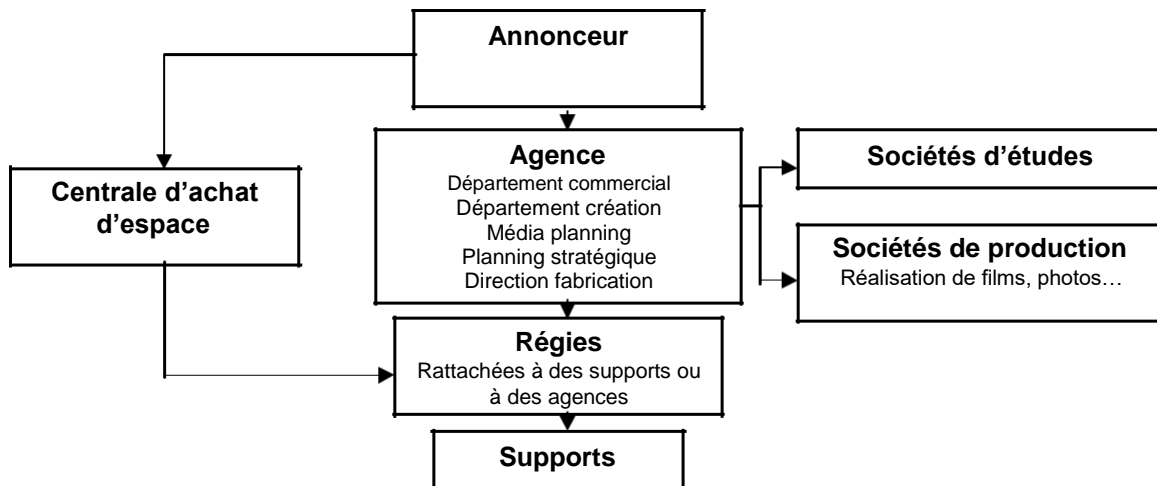 Annonceur
Agence
Département commercial
Département création
Média planning
Planning stratégique
Direction fabrication
Sociétés d’études
Centrale d’achat
d’espace
Sociétés de production
Réalisation de films, photos…
Régies
Rattachées à des supports ou
à des agences
Supports